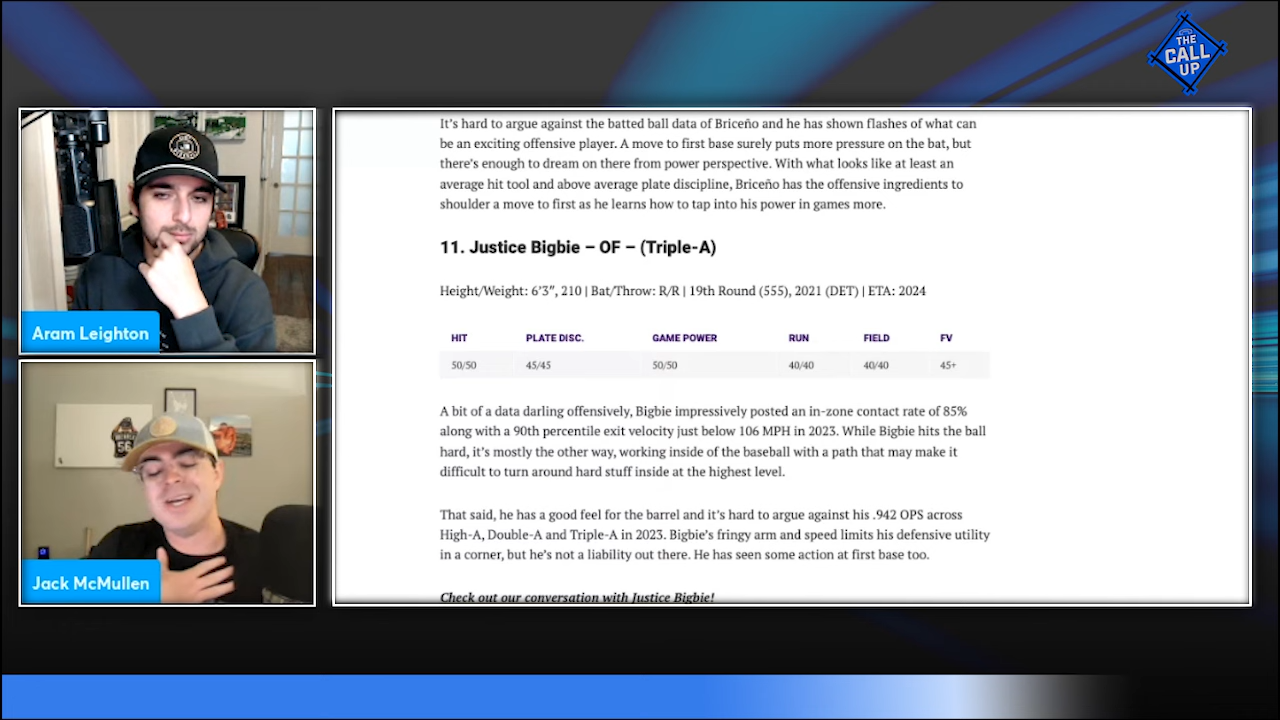 THE
CALL
UP
Aram Leighton
56
Jack McMullen
It's hard to argue against the batted ball data of Briceño and he has shown flashes of what can
be an exciting offensive player. A move to first base surely puts more pressure on the bat, but
there's enough to dream on there from power perspective. With what looks like at least an
average hit tool and above average plate discipline, Briceño has the offensive ingredients to
shoulder a move to first as he learns how to tap into his power in games more.
11. Justice Bigbie – OF – (Triple-A)
Height/Weight: 6'3″, 210 | Bat/Throw: R/R | 19th Round (555), 2021 (DET) | ETA: 2024
HIT PLATE DISC. GAME POWER RUN FIELD FV
50/50 45/45 50/50 40/40 40/40 45+
A bit of a data darling offensively, Bigbie impressively posted an in-zone contact rate of 85%
along with a 90th percentile exit velocity just below 106 MPH in 2023. While Bigbie hits the ball
hard, it's mostly the other way, working inside of the baseball with a path that may make it
difficult to turn around hard stuff inside at the highest level.
That said, he has a good feel for the barrel and it's hard to argue against his .942 OPS across
High-A, Double-A and Triple-A in 2023. Bigbie's fringy arm and speed limits his defensive utility
in a corner, but he's not a liability out there. He has seen some action at first base too.
Check out our conversation with Justice Bigbie!